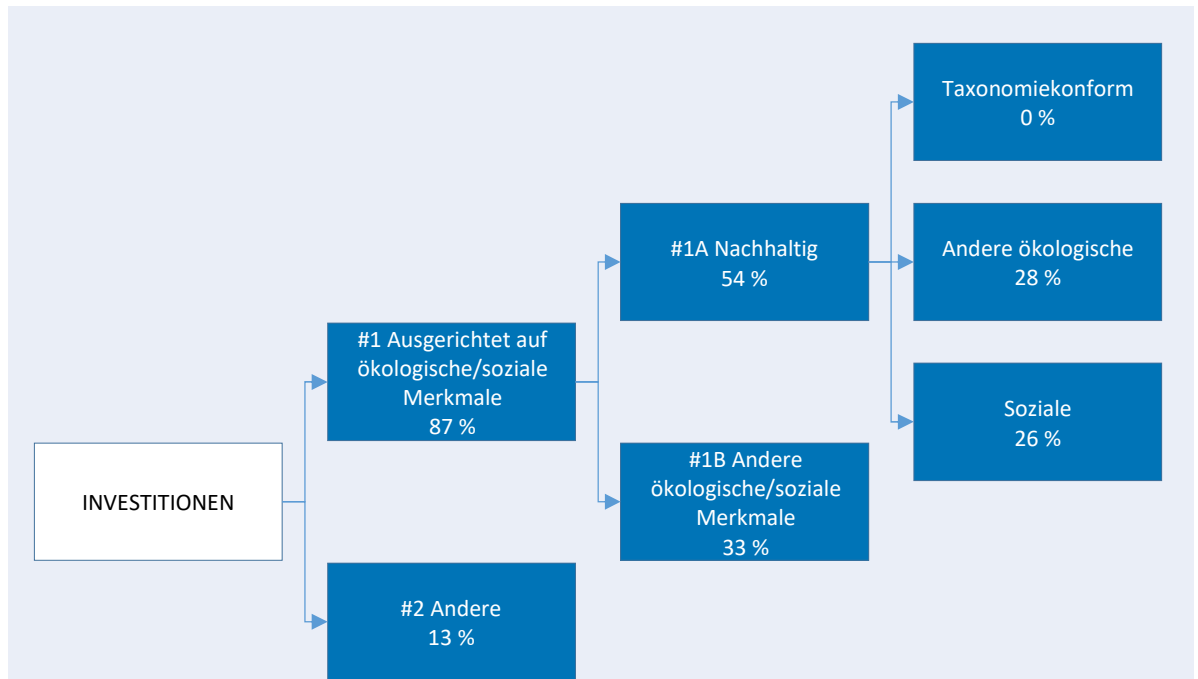 INVESTITIONEN
#1 Ausgerichtet auf
ökologische/soziale
Merkmale
87 %
#2 Andere
13 %
#1A Nachhaltig
54 %
#1B Andere
ökologische/soziale
Merkmale
33 %
Taxonomiekonform
0 %
Andere ökologische
28 %
Soziale
26 %